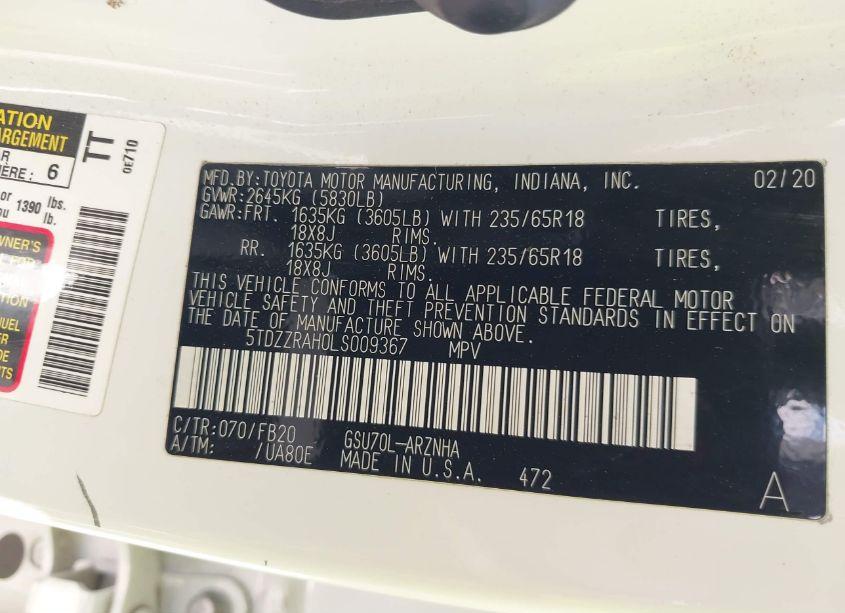 ATION
ARGEMENT
R
IÈRE: 6
or 1390 lbs.
lb.
WNER'S
TT
0E710
MFD.BY:TOYOTA MOTOR MANUFACTURING, INDIANA, INC. 02/20
GVWR:2645KG (5830LB)
GAWR:FRT. 1635KG (3605LB) WITH 235/65R18 TIRES,
18X8J RIMS.
RR. 1635KG (3605LB) WITH 235/65R18 TIRES,
18X8J RIMS.
THIS VEHICLE CONFORMS TO ALL APPLICABLE FEDERAL MOTOR
VEHICLE SAFETY AND THEFT PREVENTION STANDARDS IN EFFECT ON
THE DATE OF MANUFACTURE SHOWN ABOVE.
5TDZZRAH0LS009367 MPV
C/TR:070/FB20 GSU70L-ARZNHA
A/TM: /UA80E MADE IN U.S.A. 472
A